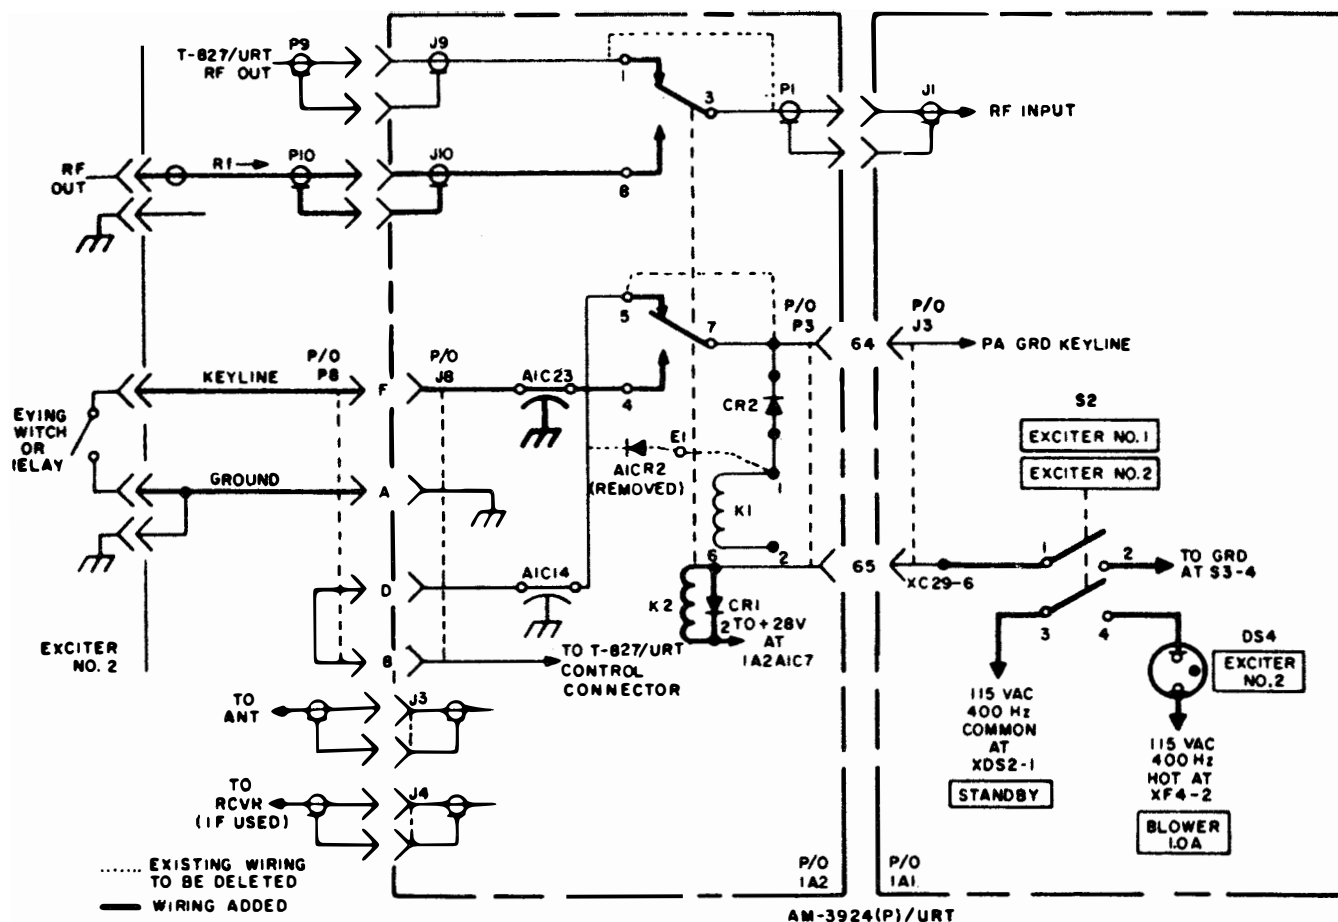 T-827/URT
RF OUT
P9
J9
1
3
P1
J1
RF INPUT
RF
OUT
Rf
P10
J10
8
5
7
P/O
P3
64
P/O
J3
PA GRD KEYLINE
KEYLINE
P/O
P8
F
P/O
J8
A1C23
4
CR2
S2
EXCITER NO.1
EXCITER NO.2
EYING
WITCH
OR
RELAY
E1
A1CR2
(REMOVED)
1
GROUND
A
K1
2
6
65
XC29-6
1
2
TO GRD
AT S3-4
D
A1C14
K2
CR1
2
TO +28V
AT
1A2A1C7
3
4
DS4
EXCITER
NO.2
EXCITER
NO. 2
B
TO T-827/URT
CONTROL
CONNECTOR
TO
ANT
J3
115 VAC
400 Hz
COMMON
AT
XDS2-1
STANDBY
115 VAC
400 Hz
HOT AT
XF4-2
BLOWER
1.0A
TO
RCVR
(IF USED)
J4
EXISTING WIRING
TO BE DELETED
WIRING ADDED
P/O
1A2
P/O
1A1
AM-3924(P)/URT